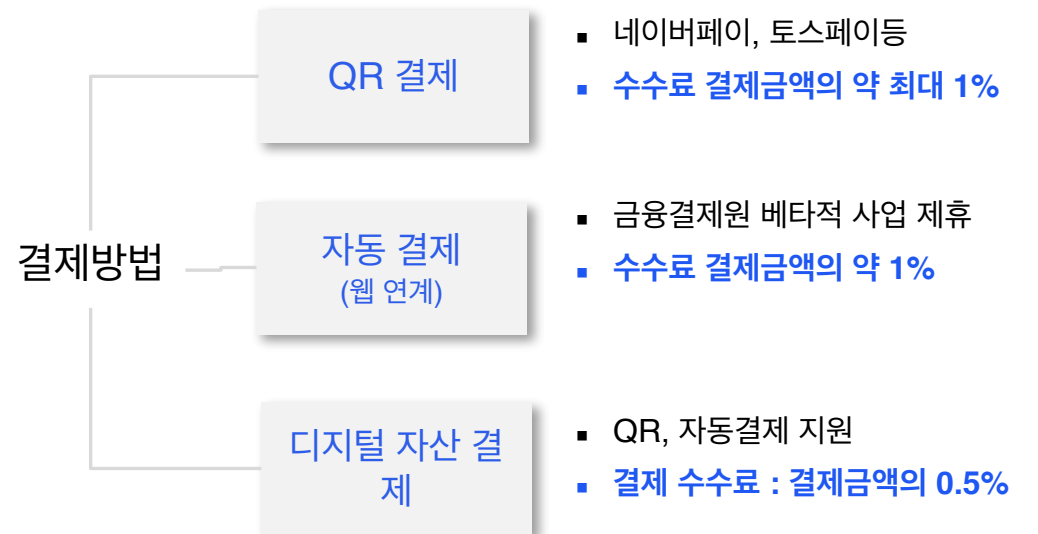 QR 결제
네이버페이, 토스페이등
수수료 결제금액의 약 최대 1%
결제방법
자동 결제
(웹 연계)
금융결제원 베타적 사업 제휴
수수료 결제금액의 약 1%
디지털 자산 결
제
QR, 자동결제 지원
결제 수수료 : 결제금액의 0.5%